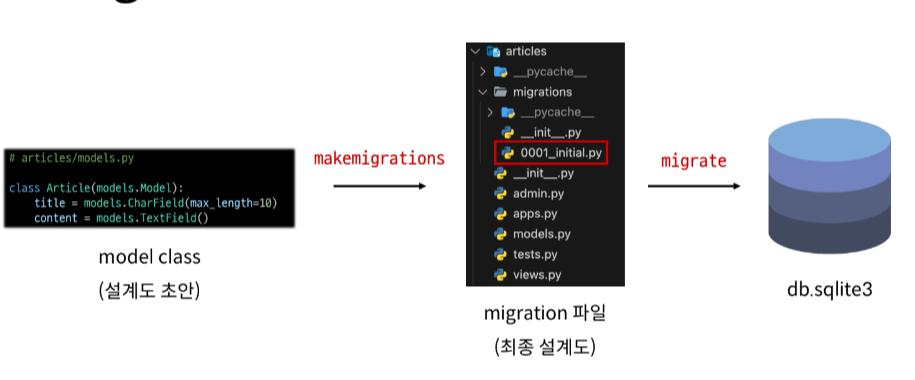 # articles/models.py
class Article(models.Model):
title = models.CharField(max_length=10)
content = models.TextField()
model class
(설계도 초안)
makemigrations
articles
__pycache__
migrations
__pycache__
__init__.py
0001_initial.py
__init__.py
admin.py
apps.py
models.py
tests.py
views.py
migration 파일
(최종 설계도)
migrate
db.sqlite3